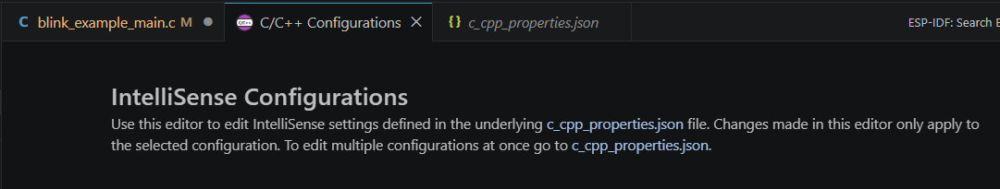 C blink_example_main.c M C/C++ C/C++ Configurations {} c_cpp_properties.json ESP-IDF: Search E
IntelliSense Configurations
Use this editor to edit IntelliSense settings defined in the underlying c_cpp_properties.json file. Changes made in this editor only apply to
the selected configuration. To edit multiple configurations at once go to c_cpp_properties.json.